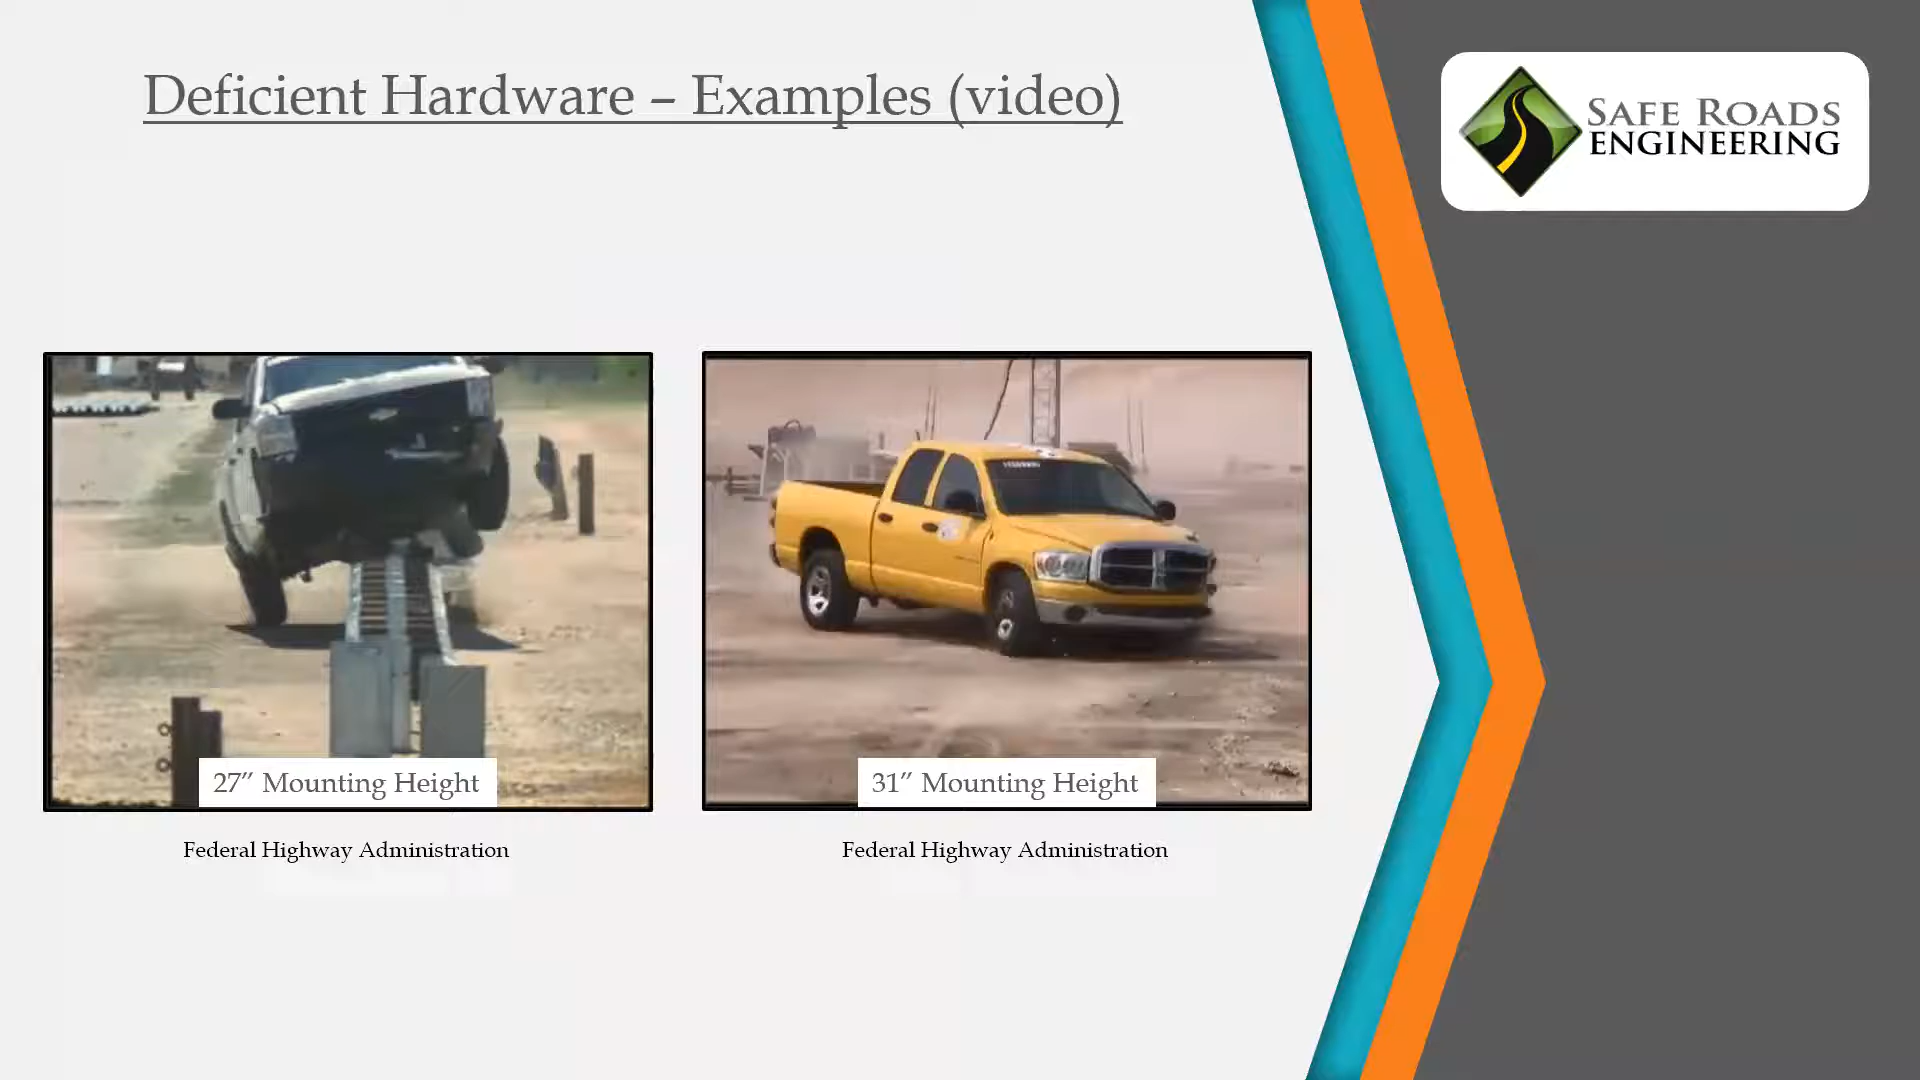 Deficient Hardware – Examples (video)
SAFE ROADS
ENGINEERING
27” Mounting Height
31” Mounting Height
Federal Highway Administration
Federal Highway Administration